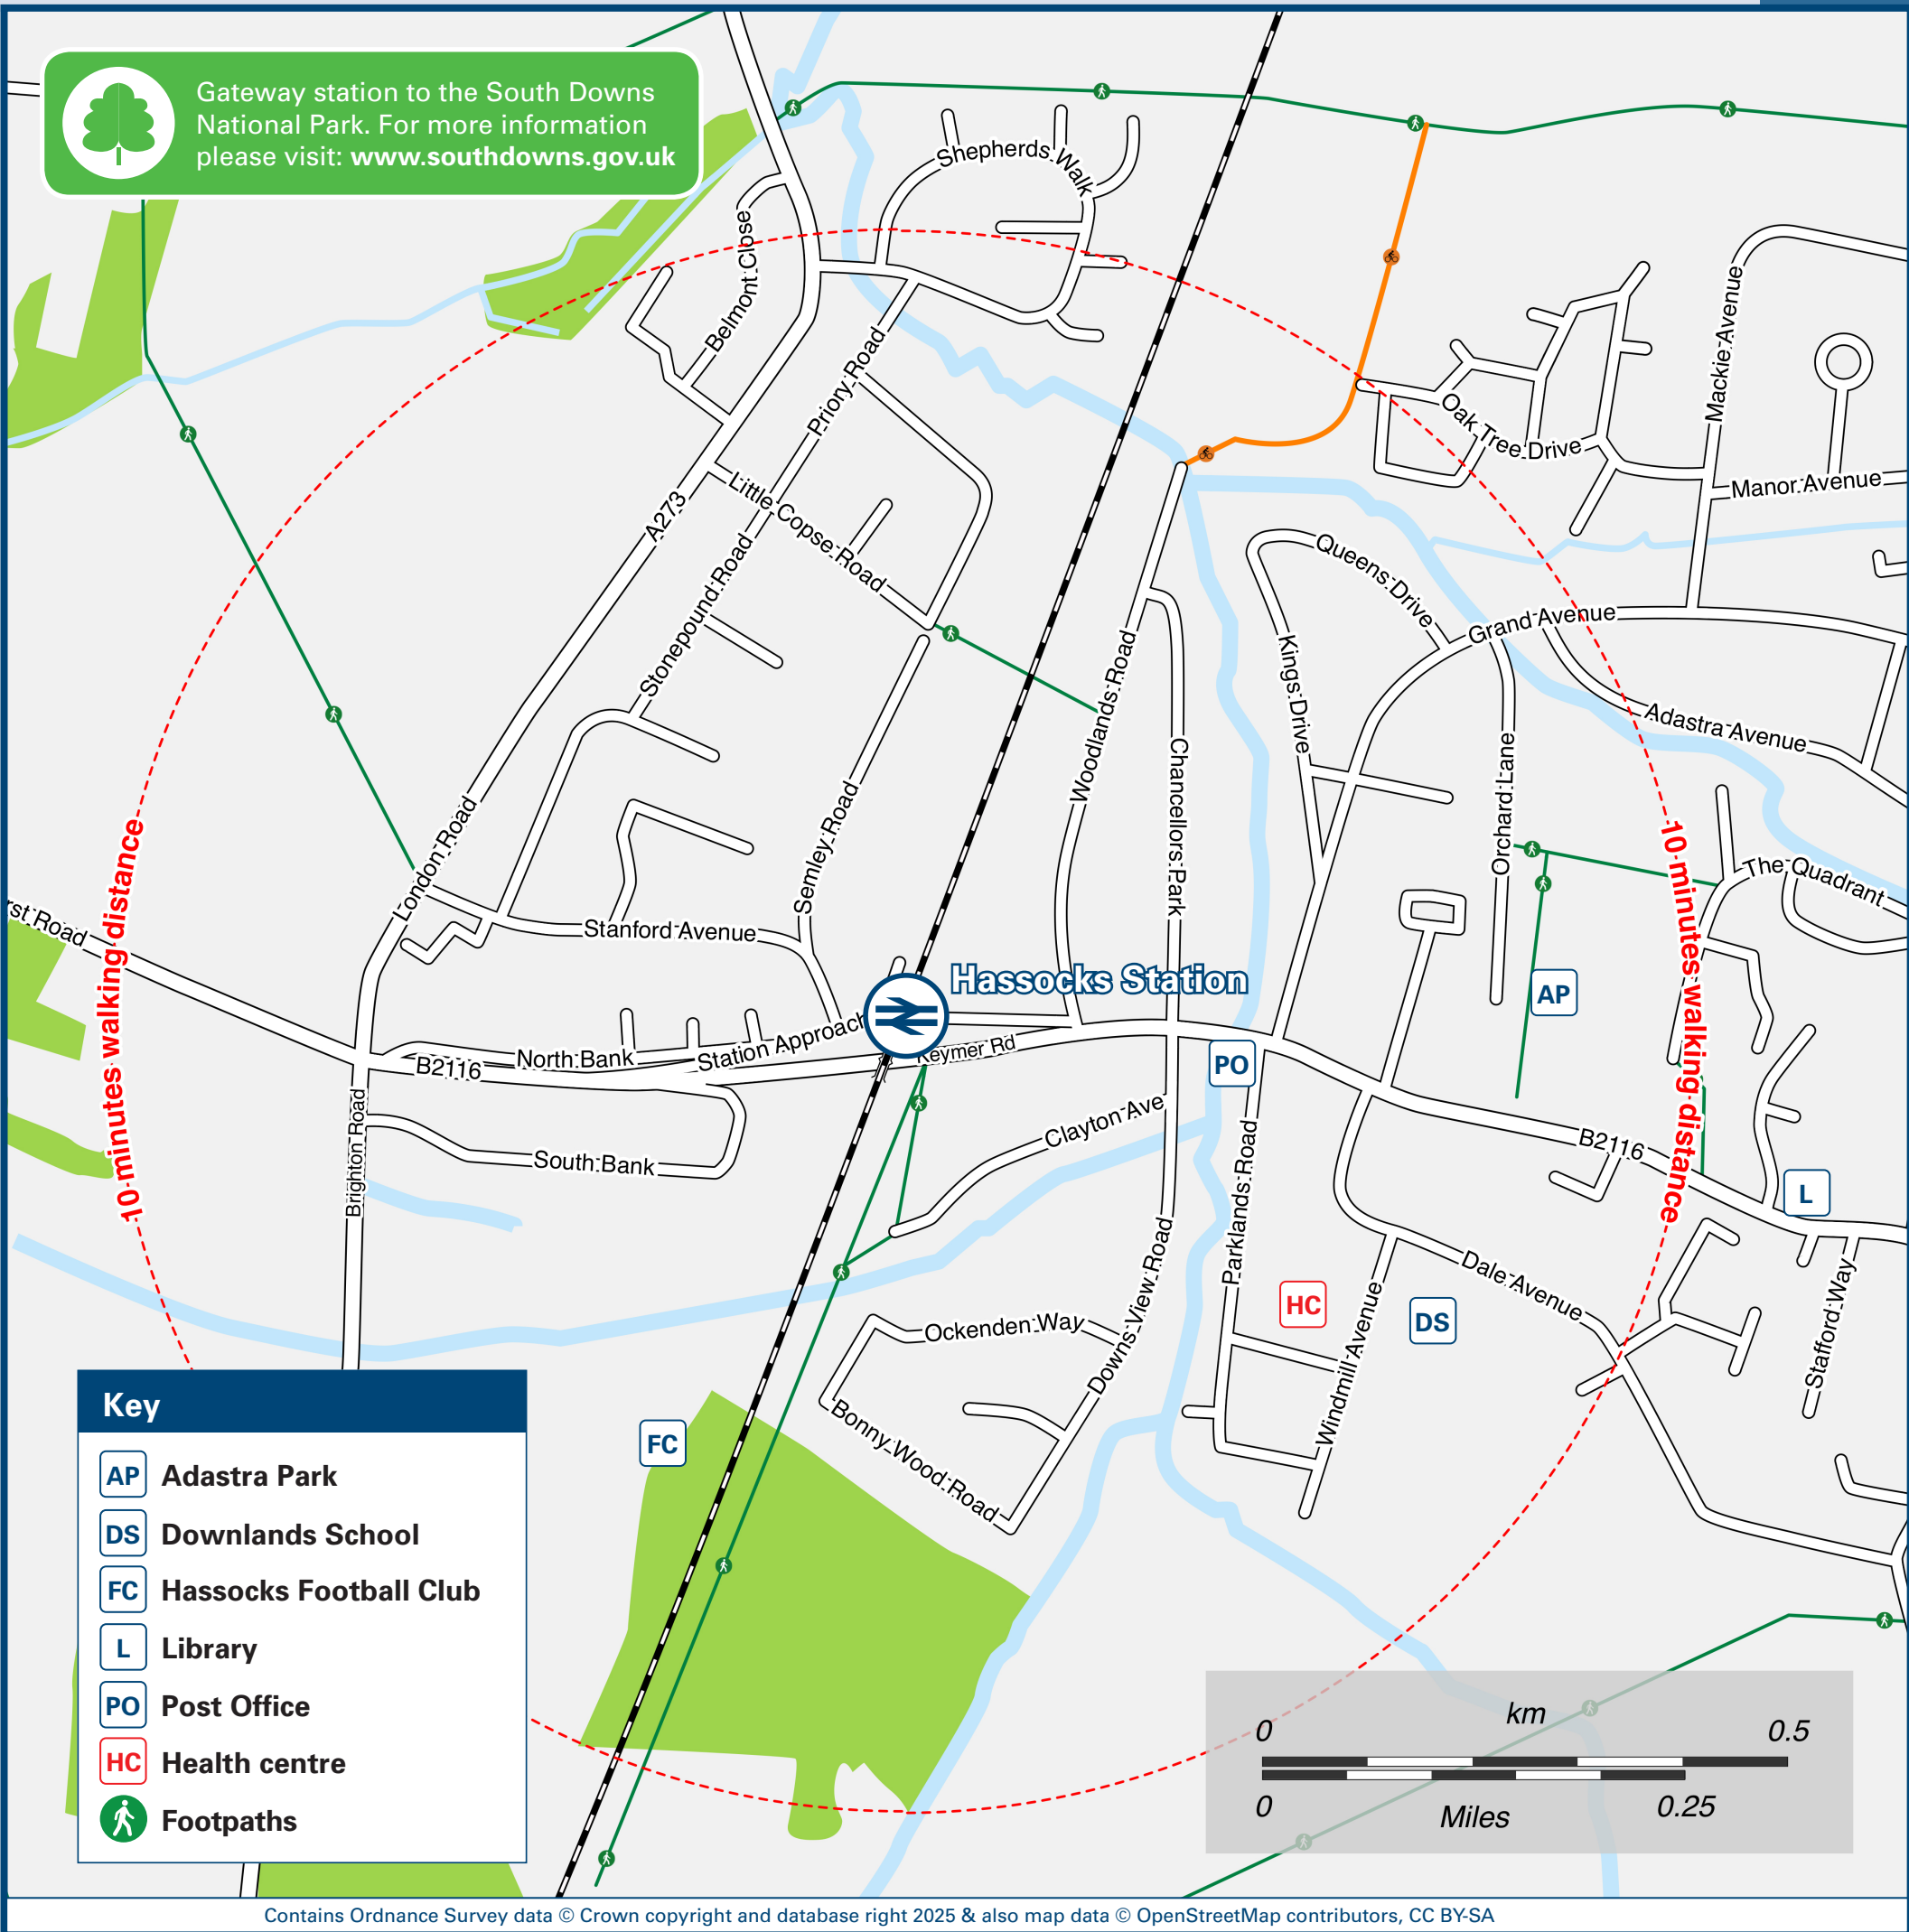 Gateway station to the South Downs
National Park. For more information
please visit: www.southdowns.gov.uk
Shepherds Walk
Belmont Close
Priory Road
Mackie Avenue
Oak Tree Drive
Manor Avenue
A273
Little Copse Road
Stonepound Road
Queens Drive
Grand Avenue
Kings Drive
Woodlands Road
Adastra Avenue
Chancellors Park
Orchard Lane
London Road
Semley Road
10 minutes walking distance
10 minutes walking distance
The Quadrant
rst Road
Stanford Avenue
Hassocks Station
AP
Station Approach
North Bank
Keymer Rd
B2116
PO
Clayton Ave
Brighton Road
South Bank
Parklands Road
B2116
L
Downs View Road
Dale Avenue
HC
DS
Ockenden Way
Windmill Avenue
Stafford Way
Bonny Wood Road
FC
Key
AP Adastra Park
DS Downlands School
FC Hassocks Football Club
L Library
PO Post Office
HC Health centre
Footpaths
km
0 0.5
0 0.25
Miles
Contains Ordnance Survey data © Crown copyright and database right 2025 & also map data © OpenStreetMap contributors, CC BY-SA